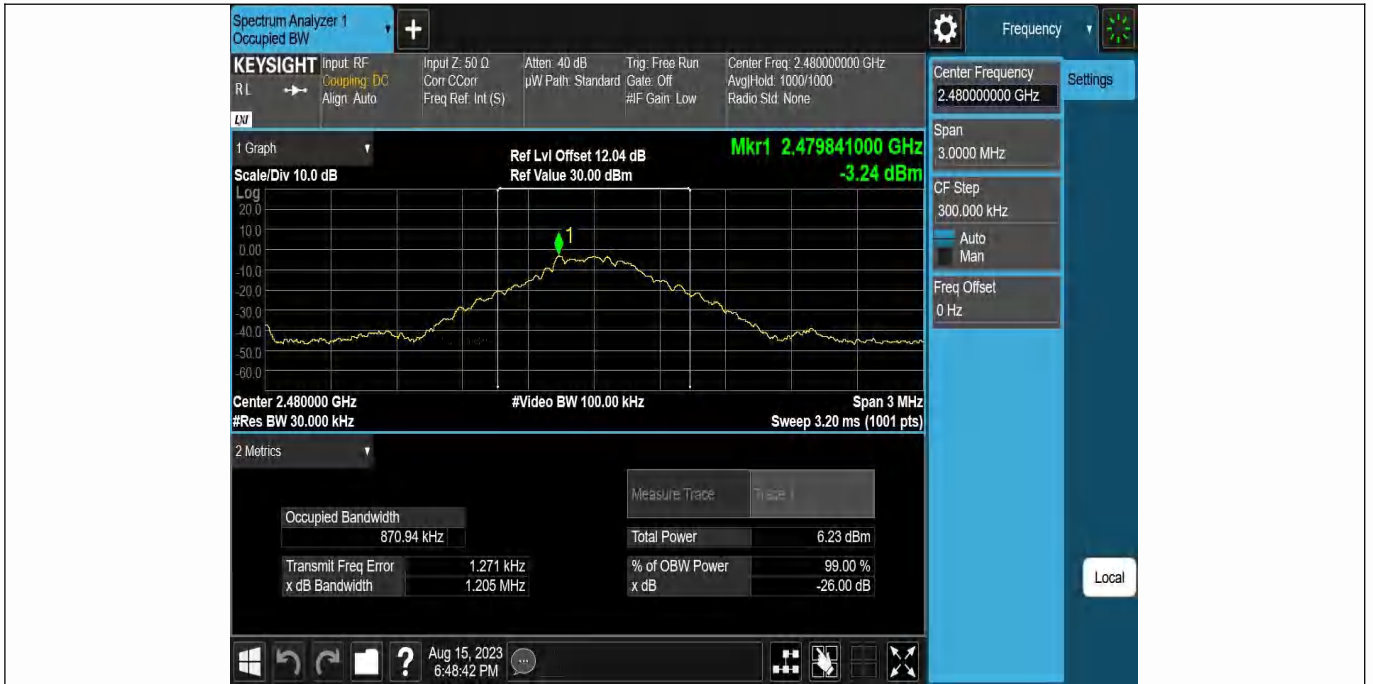 Spectrum Analyzer 1
Occupied BW
+
Frequency
KEYSIGHT
R L
LXI
Input: RF
Coupling: DC
Align: Auto
Input Z: 50 Ω
Corr CCorr
Freq Ref: Int (S)
Atten: 40 dB
µW Path: Standard
Trig: Free Run
Gate: Off
#IF Gain: Low
Center Freq: 2.480000000 GHz
Avg|Hold: 1000/1000
Radio Std: None
Center Frequency
2.480000000 GHz
Settings
Span
3.0000 MHz
CF Step
300.000 kHz
Auto
Man
Freq Offset
0 Hz
1 Graph
Scale/Div 10.0 dB
Ref Lvl Offset 12.04 dB
Ref Value 30.00 dBm
Mkr1 2.479841000 GHz
-3.24 dBm
Log
20.0
10.0
0.00
-10.0
-20.0
-30.0
-40.0
-50.0
-60.0
1
Center 2.480000 GHz
#Res BW 30.000 kHz
#Video BW 100.00 kHz
Span 3 MHz
Sweep 3.20 ms (1001 pts)
2 Metrics
Measure Trace
Trace 1
Occupied Bandwidth
870.94 kHz
Total Power
6.23 dBm
Transmit Freq Error
1.271 kHz
% of OBW Power
99.00 %
x dB Bandwidth
1.205 MHz
x dB
-26.00 dB
Local
?
Aug 15, 2023
6:48:42 PM